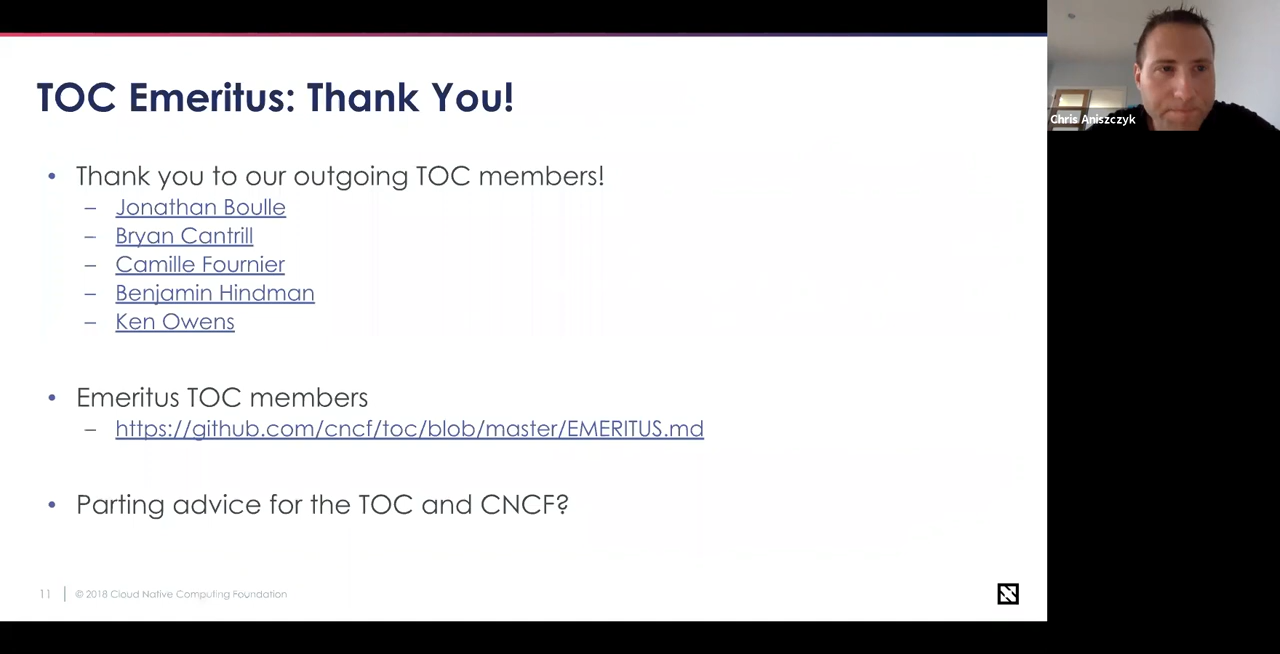 TOC Emeritus: Thank You!
• Thank you to our outgoing TOC members!
– Jonathan Boulle
– Bryan Cantrill
– Camille Fournier
– Benjamin Hindman
– Ken Owens
• Emeritus TOC members
– https://github.com/cncf/toc/blob/master/EMERITUS.md
• Parting advice for the TOC and CNCF?
11 | © 2018 Cloud Native Computing Foundation
Chris Aniszczyk